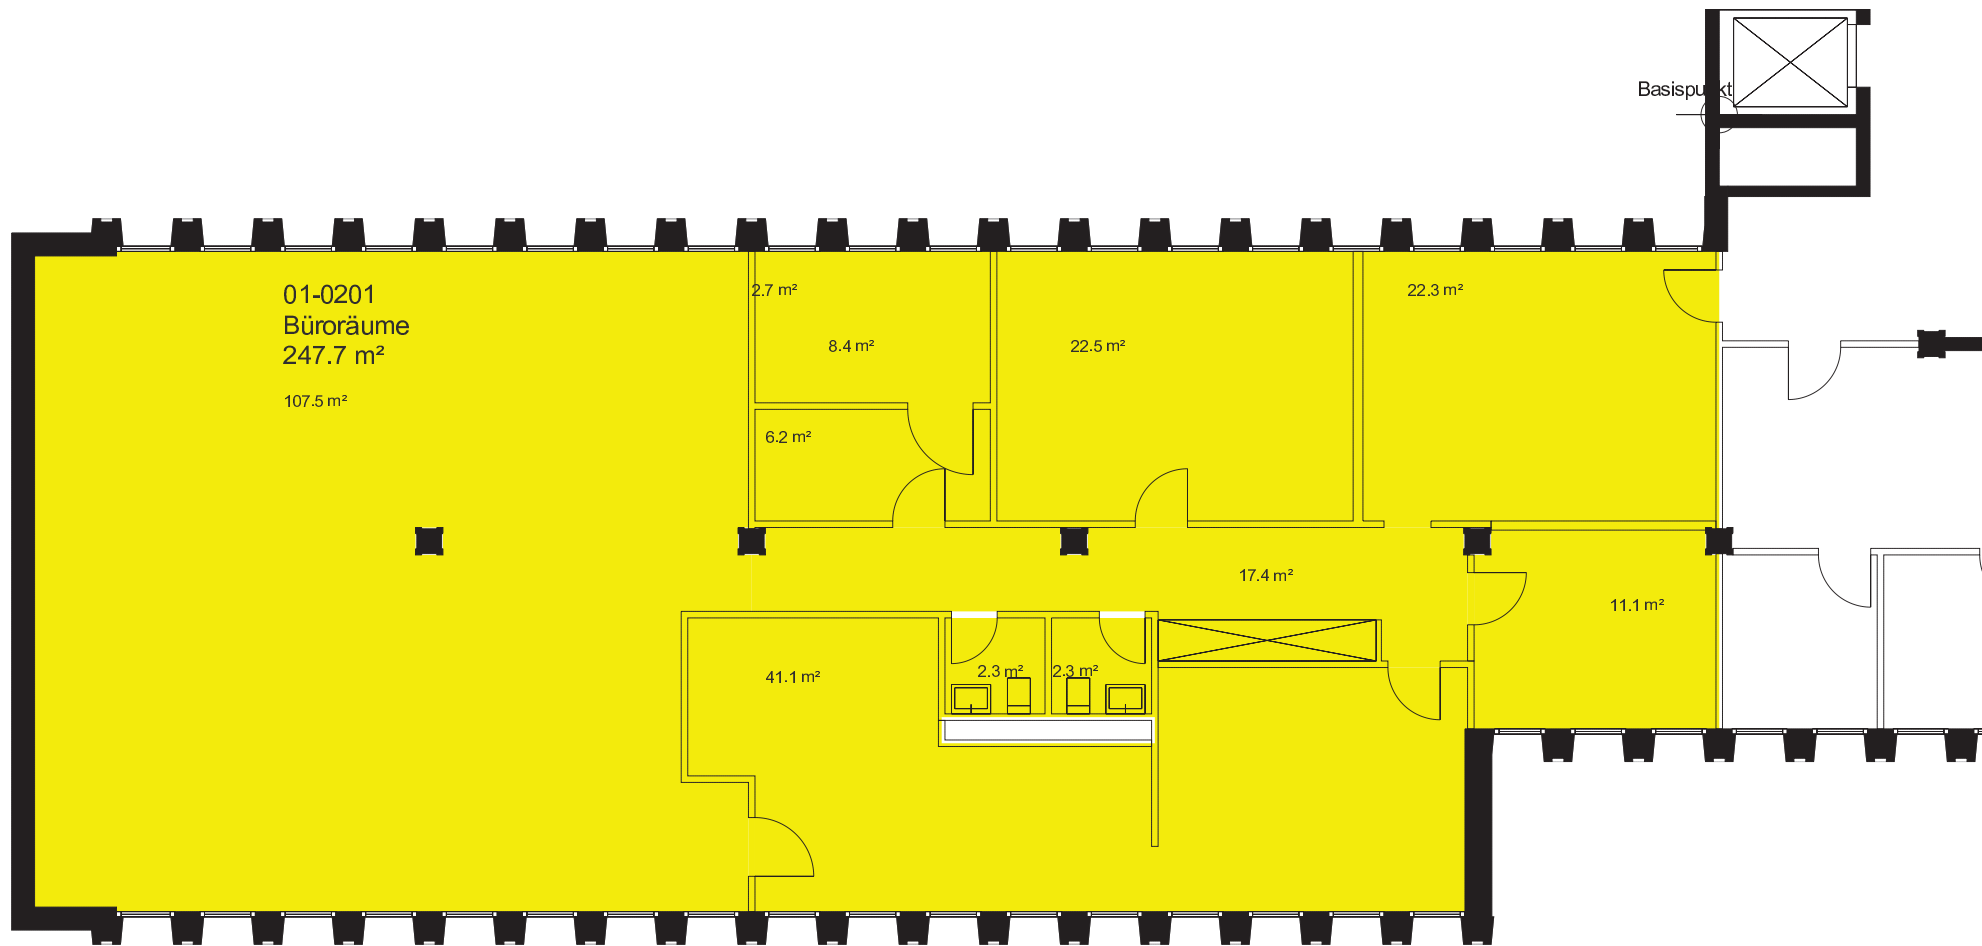 Basispunkt
01-0201
Büroräume
247.7 m²
107.5 m²
2.7 m²
8.4 m²
6.2 m²
22.5 m²
22.3 m²
17.4 m²
11.1 m²
41.1 m²
2.3 m²
2.3 m²